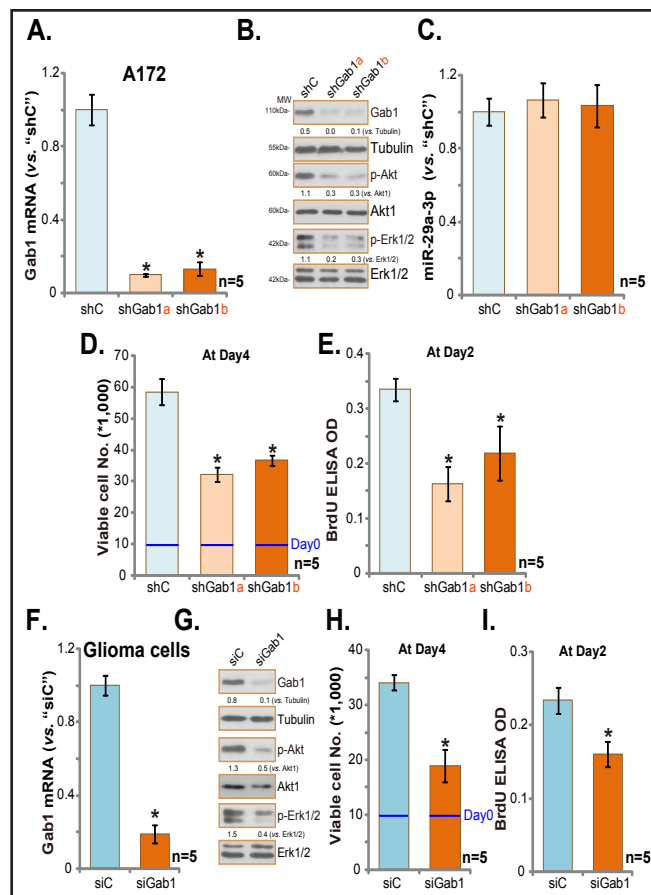 A.
A172
Gab1 mRNA (vs. "shC")
1.2
1
0.8
0.4
0
*
*
n=5
shC
shGab1a
shGab1b
B.
shC
shGab1a
shGab1b
MW
110kDa-
Gab1
0.5 0.0 0.1 (vs. Tubulin)
55kDa-
Tubulin
60kDa-
p-Akt
1.1 0.3 0.3 (vs. Akt1)
60kDa-
Akt1
42kDa-
p-Erk1/2
1.1 0.2 0.3 (vs. Erk1/2)
42kDa-
Erk1/2
C.
miR-29a-3p (vs. "shC")
1.2
1
0.8
0.4
0
n=5
shC
shGab1a
shGab1b
D.
At Day4
Viable cell No. (*1,000)
70
60
50
40
30
20
10
0
*
*
Day0
n=5
shC
shGab1a
shGab1b
E.
At Day2
BrdU ELISA OD
0.4
0.3
0.2
0.1
0
*
*
n=5
shC
shGab1a
shGab1b
F.
Glioma cells
Gab1 mRNA (vs. "siC")
1.2
1
0.8
0.4
0
*
n=5
siC
siGab1
G.
siC
siGab1
Gab1
0.8 0.1 (vs. Tubulin)
Tubulin
p-Akt
1.3 0.5 (vs. Akt1)
Akt1
p-Erk1/2
1.5 0.4 (vs. Erk1/2)
Erk1/2
H.
At Day4
Viable cell No. (*1,000)
40
30
20
10
0
*
Day0
n=5
siC
siGab1
I.
At Day2
BrdU ELISA OD
0.3
0.2
0.1
0
*
n=5
siC
siGab1